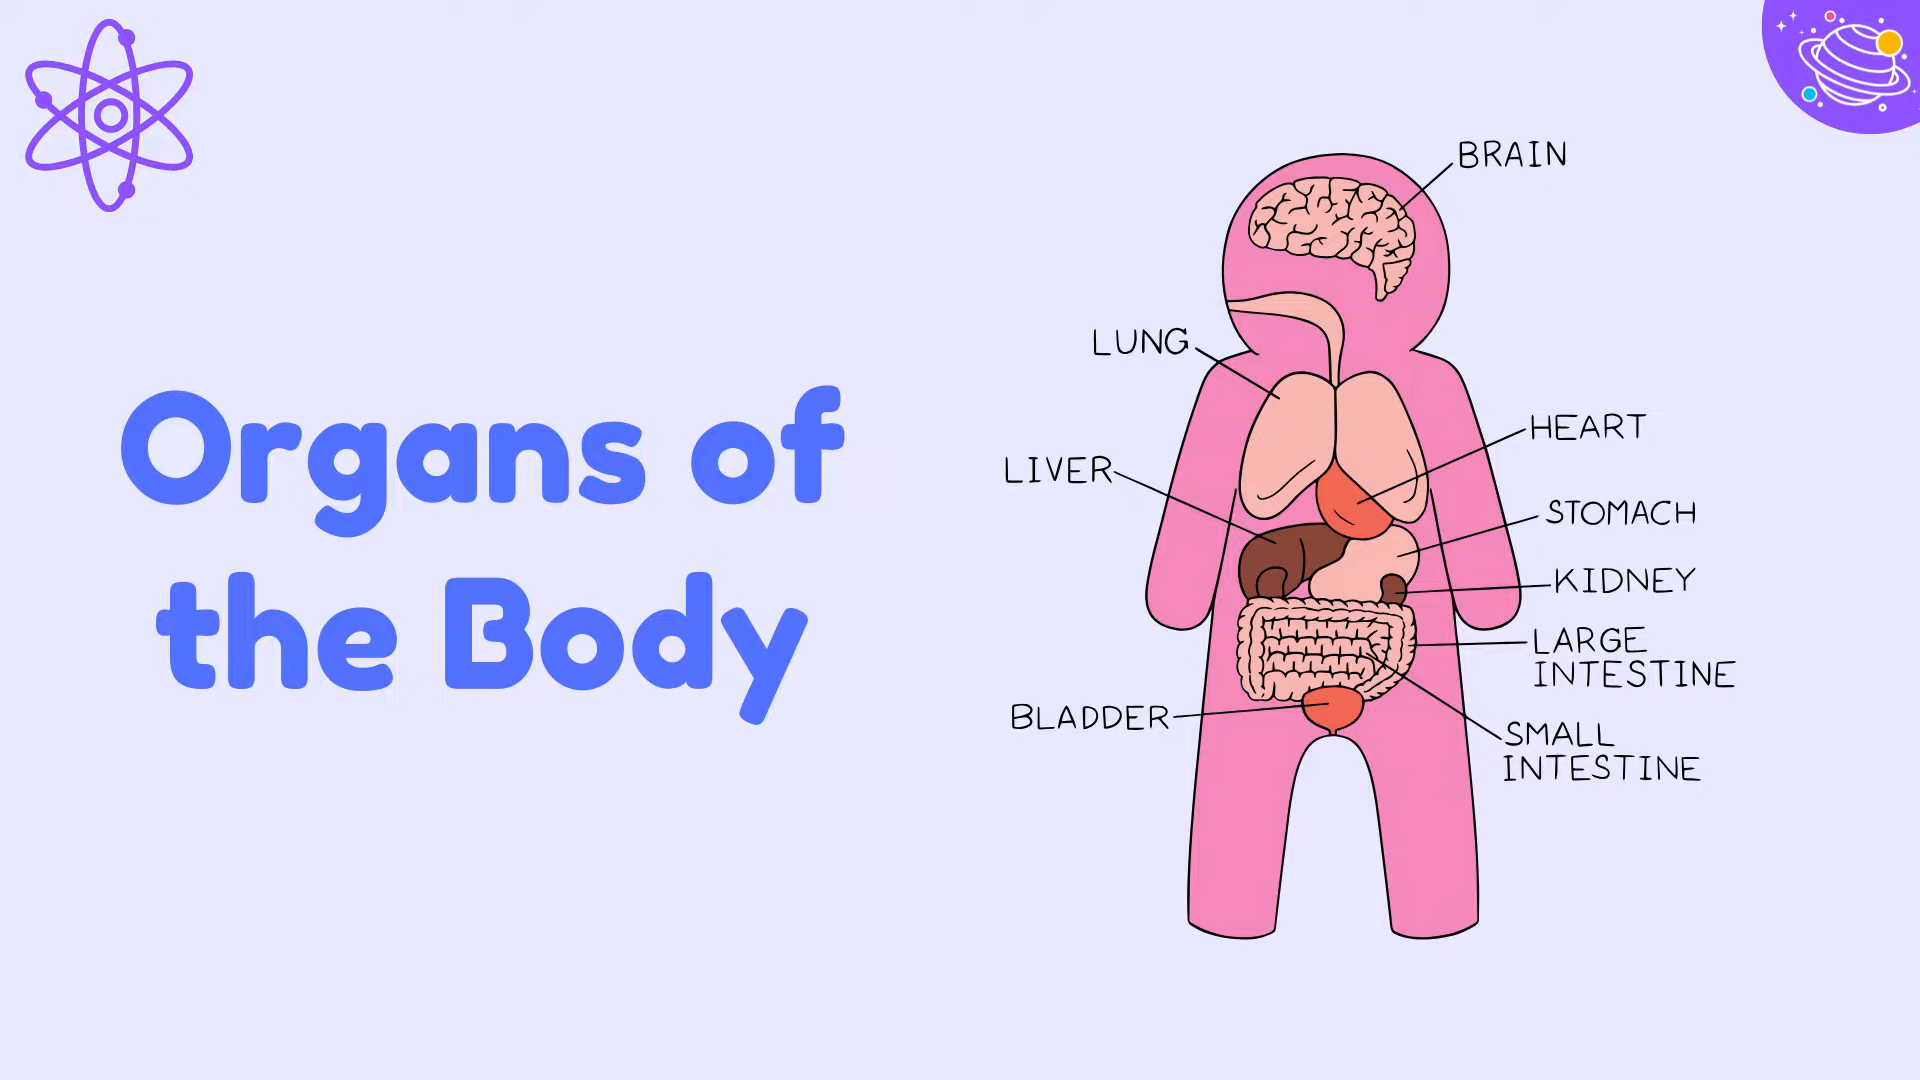 Organs of
the Body
BRAIN
LUNG
HEART
LIVER
STOMACH
KIDNEY
LARGE
INTESTINE
BLADDER
SMALL
INTESTINE